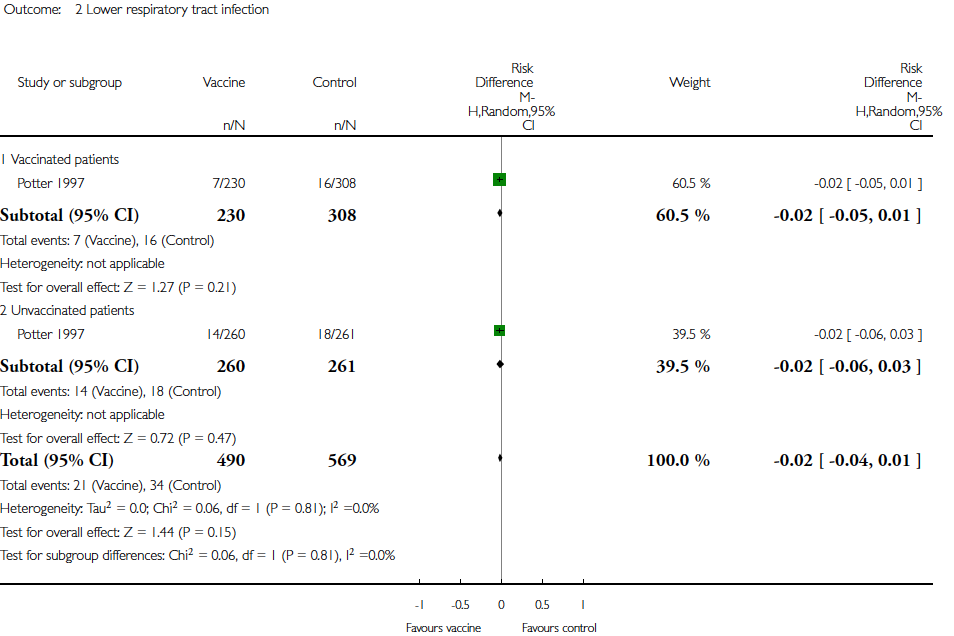 Outcome: 2 Lower respiratory tract infection
Study or subgroup Vaccine Control Risk Difference Weight Risk Difference
n/N n/N M-H,Random,95% CI M-H,Random,95% CI
1 Vaccinated patients
Potter 1997 7/230 16/308 60.5 % -0.02 [ -0.05, 0.01 ]
Subtotal (95% CI) 230 308 60.5 % -0.02 [ -0.05, 0.01 ]
Total events: 7 (Vaccine), 16 (Control)
Heterogeneity: not applicable
Test for overall effect: Z = 1.27 (P = 0.21)
2 Unvaccinated patients
Potter 1997 14/260 18/261 39.5 % -0.02 [ -0.06, 0.03 ]
Subtotal (95% CI) 260 261 39.5 % -0.02 [ -0.06, 0.03 ]
Total events: 14 (Vaccine), 18 (Control)
Heterogeneity: not applicable
Test for overall effect: Z = 0.72 (P = 0.47)
Total (95% CI) 490 569 100.0 % -0.02 [ -0.04, 0.01 ]
Total events: 21 (Vaccine), 34 (Control)
Heterogeneity: Tau² = 0.0; Chi² = 0.06, df = 1 (P = 0.81); I² =0.0%
Test for overall effect: Z = 1.44 (P = 0.15)
Test for subgroup differences: Chi² = 0.06, df = 1 (P = 0.81), I² =0.0%
-1 -0.5 0 0.5 1
Favours vaccine Favours control